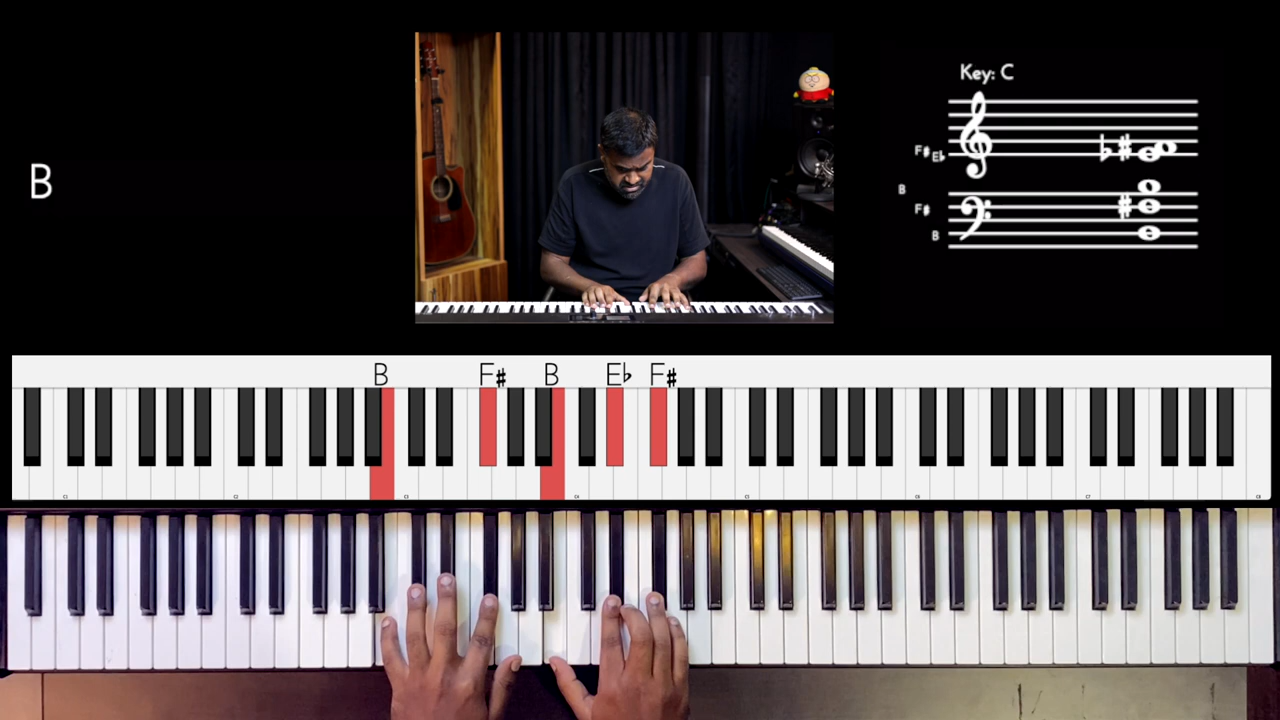 B
Key: C
F♯ E♭
B
F♯
B
B F♯ B E♭ F♯